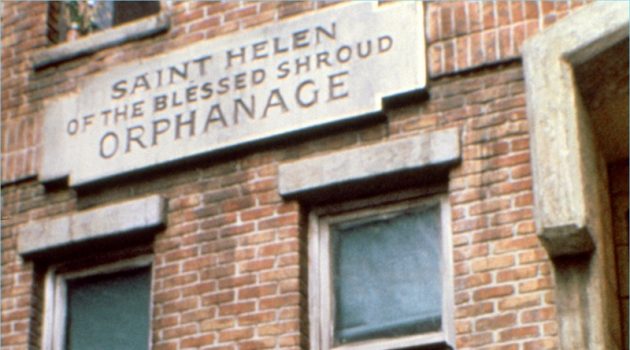 SAINT HELEN
OF THE BLESSED SHROUD
ORPHANAGE